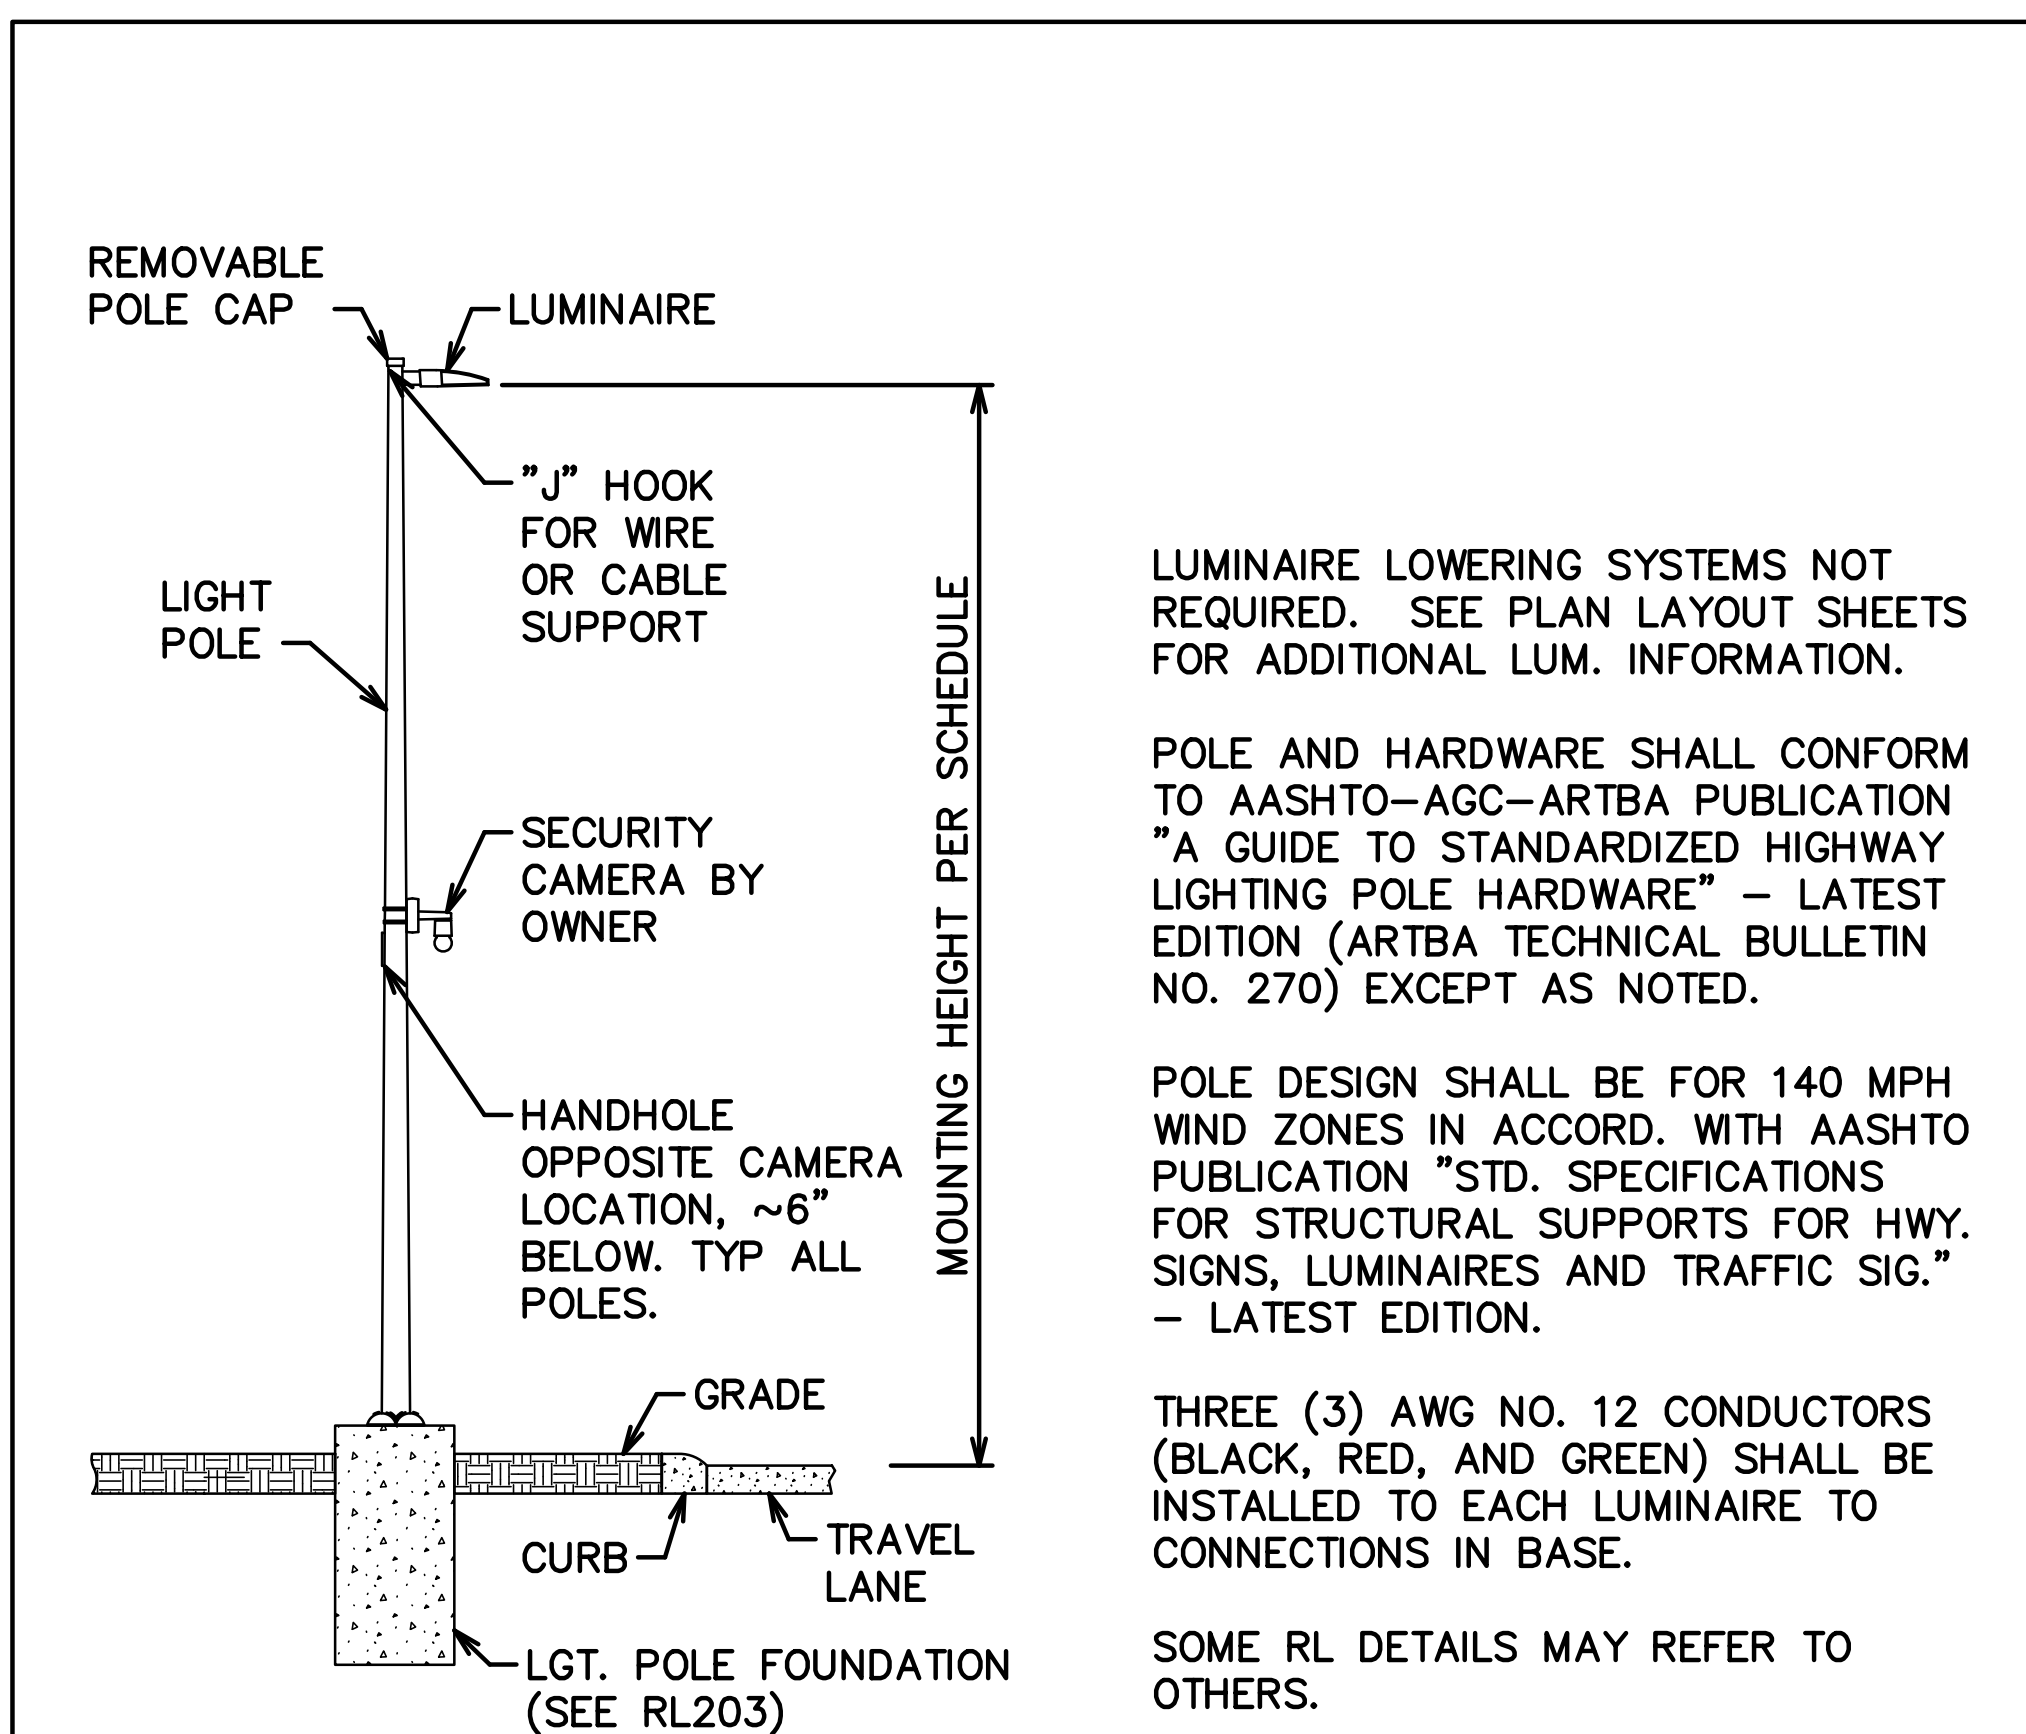 REMOVABLE
POLE CAP
LUMINAIRE
"J" HOOK
FOR WIRE
OR CABLE
SUPPORT
LIGHT
POLE
SECURITY
CAMERA BY
OWNER
HANDHOLE
OPPOSITE CAMERA
LOCATION, ~6"
BELOW. TYP ALL
POLES.
MOUNTING HEIGHT PER SCHEDULE
GRADE
CURB
TRAVEL
LANE
LGT. POLE FOUNDATION
(SEE RL203)
LUMINAIRE LOWERING SYSTEMS NOT
REQUIRED. SEE PLAN LAYOUT SHEETS
FOR ADDITIONAL LUM. INFORMATION.
POLE AND HARDWARE SHALL CONFORM
TO AASHTO-AGC-ARTBA PUBLICATION
"A GUIDE TO STANDARDIZED HIGHWAY
LIGHTING POLE HARDWARE" - LATEST
EDITION (ARTBA TECHNICAL BULLETIN
NO. 270) EXCEPT AS NOTED.
POLE DESIGN SHALL BE FOR 140 MPH
WIND ZONES IN ACCORD. WITH AASHTO
PUBLICATION "STD. SPECIFICATIONS
FOR STRUCTURAL SUPPORTS FOR HWY.
SIGNS, LUMINAIRES AND TRAFFIC SIG."
- LATEST EDITION.
THREE (3) AWG NO. 12 CONDUCTORS
(BLACK, RED, AND GREEN) SHALL BE
INSTALLED TO EACH LUMINAIRE TO
CONNECTIONS IN BASE.
SOME RL DETAILS MAY REFER TO
OTHERS.